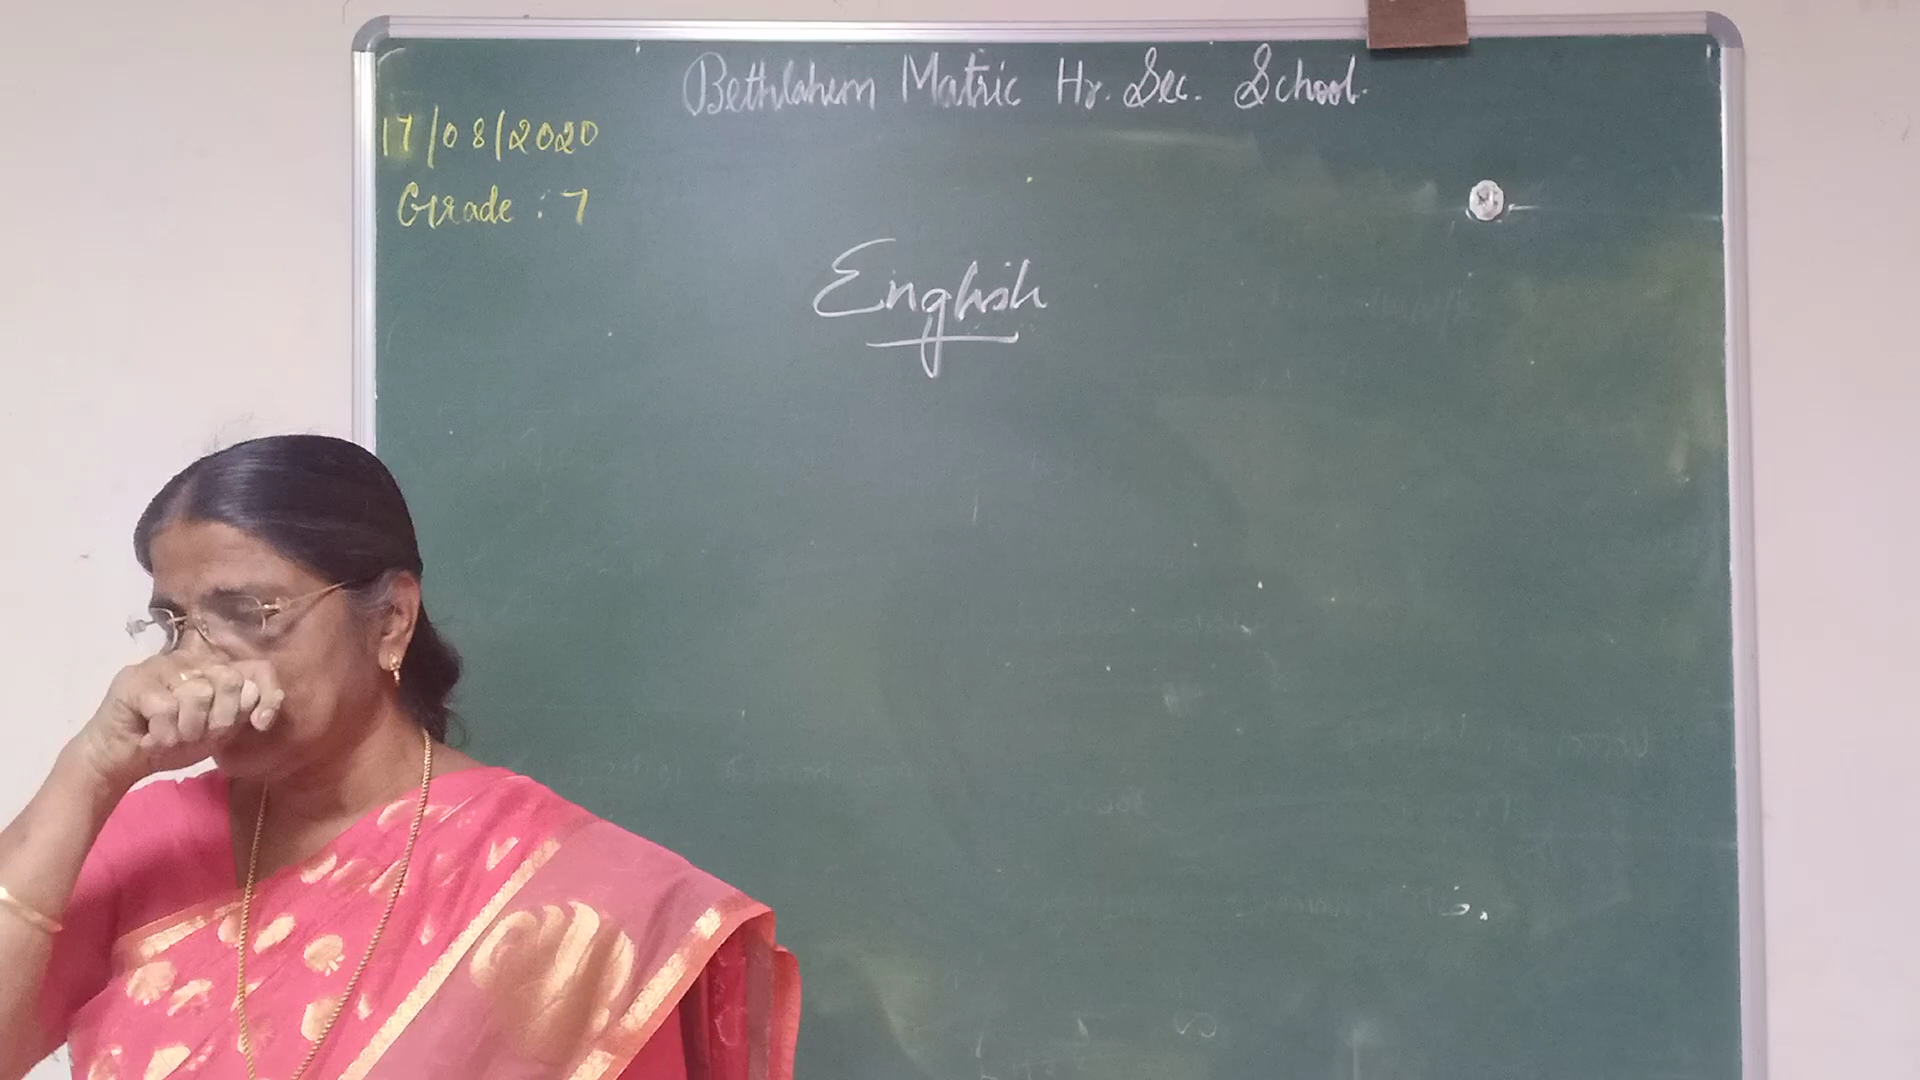 Bethlahem Matric Hr. Sec. School.
17/08/2020
Grade : 7
English